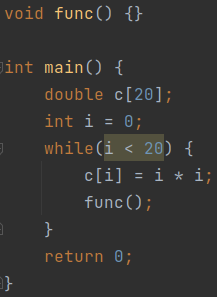 void func() {}

int main() {
    double c[20];
    int i = 0;
    while(i < 20) {
        c[i] = i * i;
        func();
    }
    return 0;
}